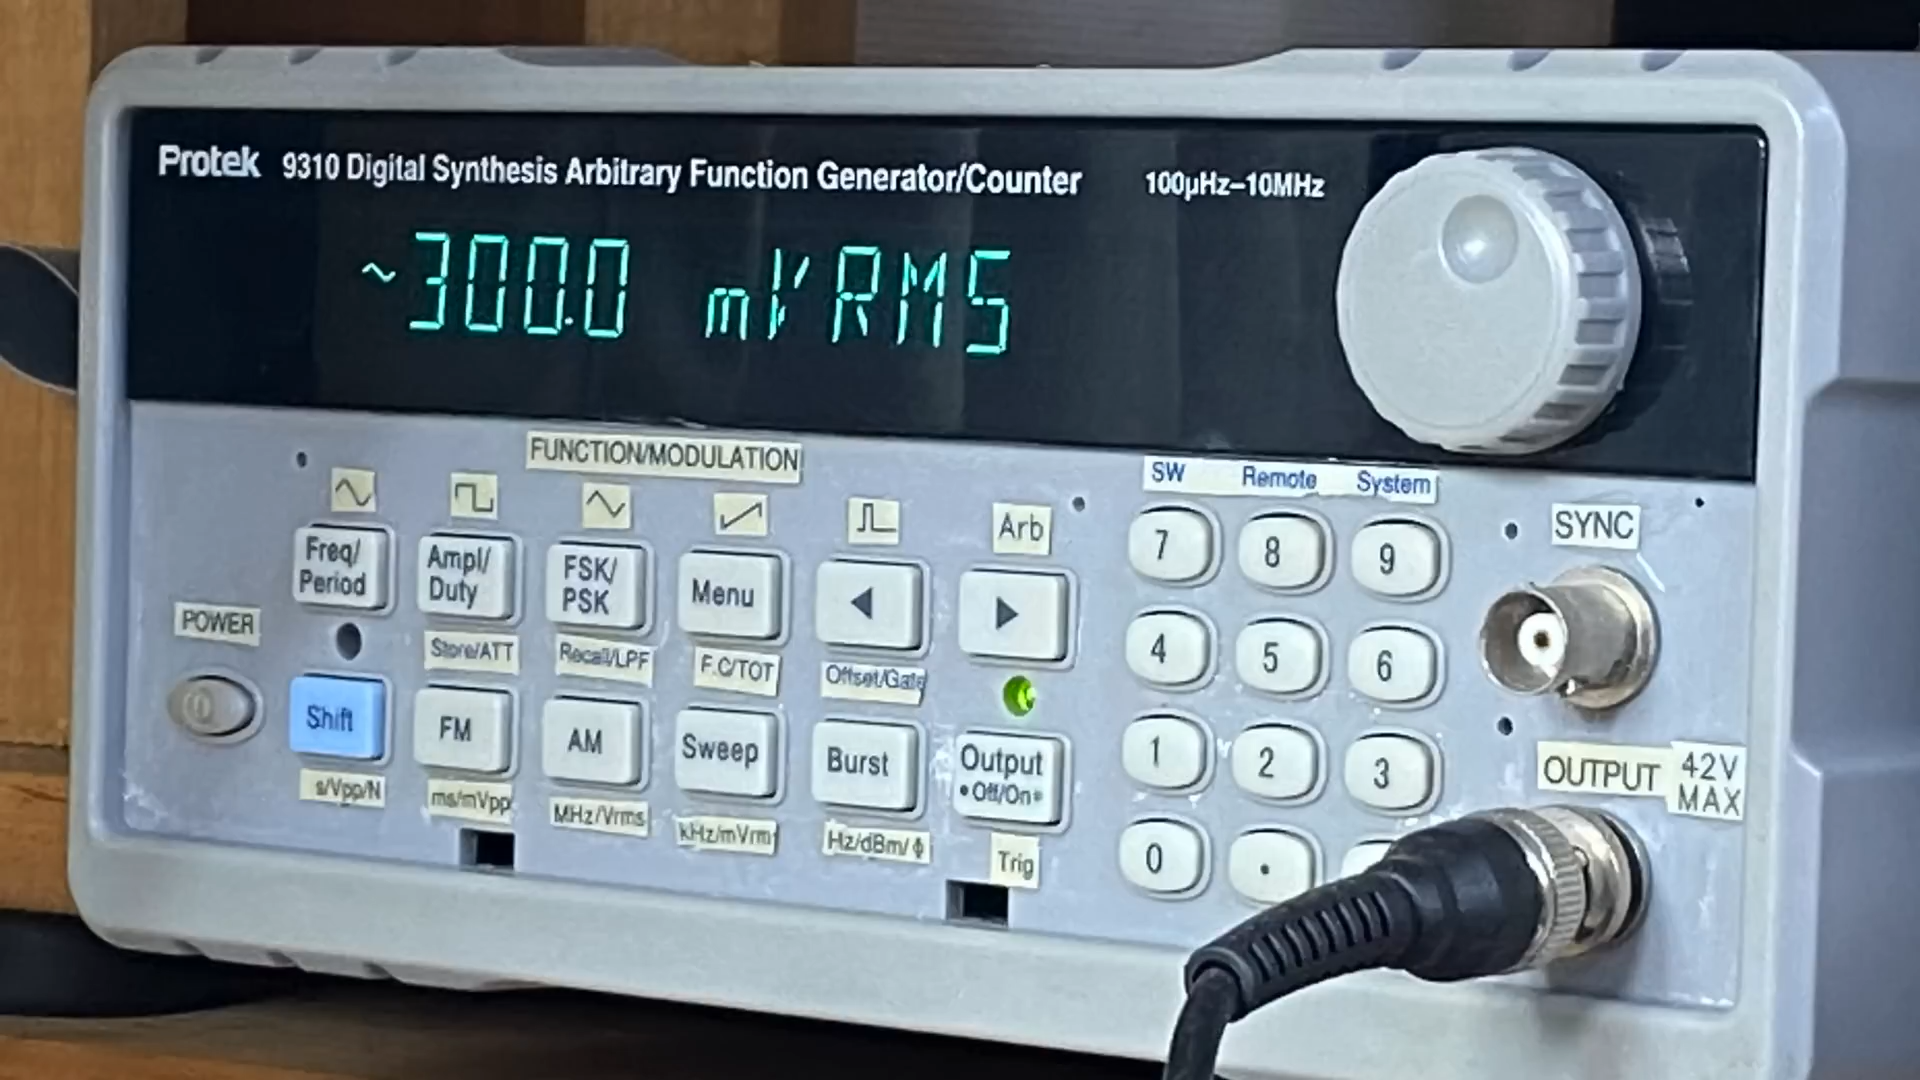 Protek 9310 Digital Synthesis Arbitrary Function Generator/Counter 100µHz–10MHz
~300.0 mVRMS
FUNCTION/MODULATION
SW Remote System
Arb
SYNC
Freq/
Period
Ampl/
Duty
FSK/
PSK
Menu
7 8 9
POWER
Store/ATT
Recall/LPF
F.C/TOT
Offset/Gate
4 5 6
Shift
FM
AM
Sweep
Burst
Output
•Off/On•
1 2 3
OUTPUT
42V
MAX
s/Vpp/N
ms/mVpp
MHz/Vrms
kHz/mVrm
Hz/dBm/ϕ
Trig
0 .